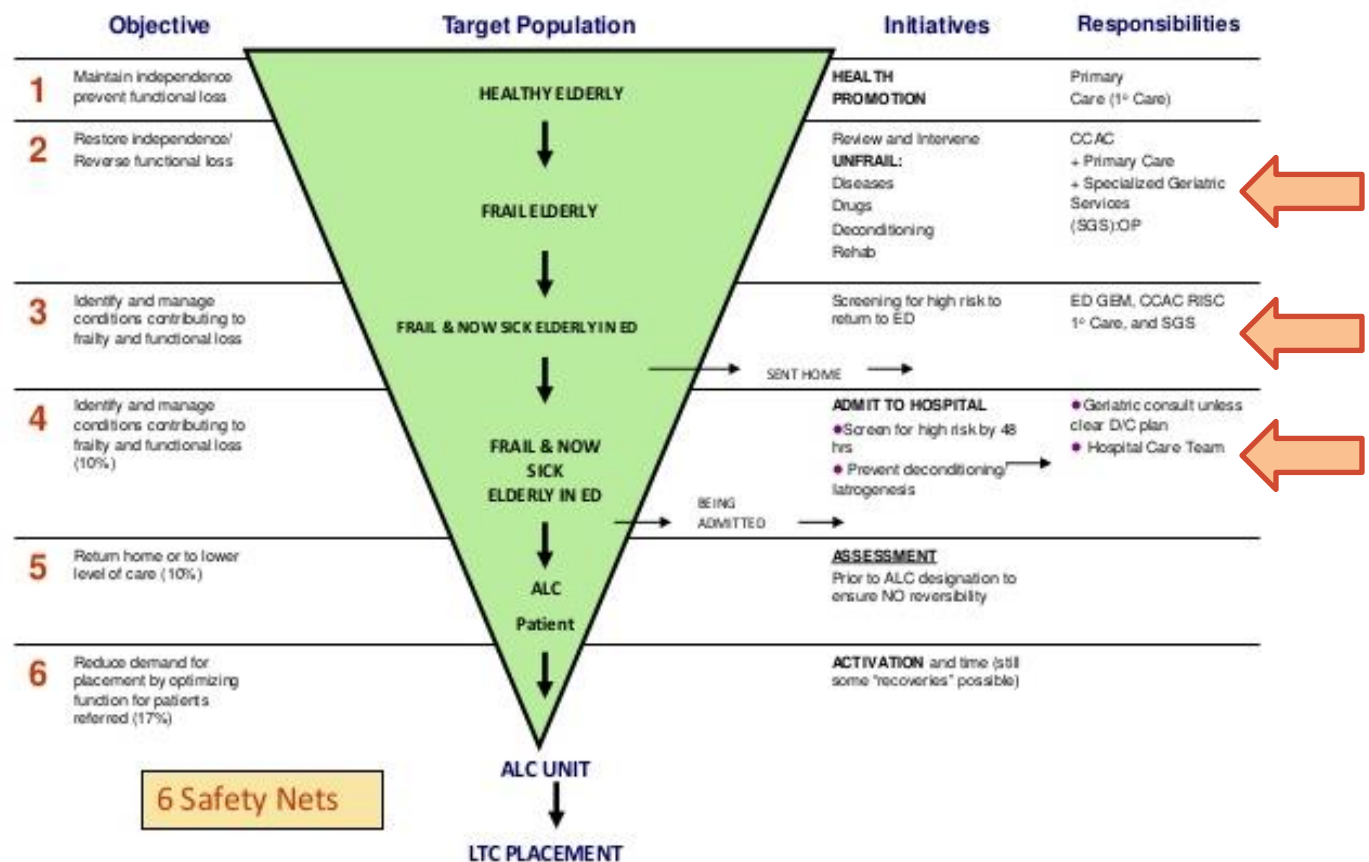 Objective Target Population Initiatives Responsibilities
1
Maintain independence
prevent functional loss
HEALTHY ELDERLY
HEALTH
PROMOTION
Primary
Care (1º Care)
2
Restore independence/
Reverse functional loss
FRAIL ELDERLY
Review and Intervene
UNFRAIL:
Diseases
Drugs
Deconditioning
Rehab
CCAC
+ Primary Care
+ Specialized Geriatric
Services
(SGS):OP
3
Identify and manage
conditions contributing to
frailty and functional loss
FRAIL & NOW SICK ELDERLY IN ED
SENT HOME
Screening for high risk to
return to ED
ED GEM, CCAC RISC
1º Care, and SGS
4
Identify and manage
conditions contributing to
frailty and functional loss
(10%)
FRAIL & NOW
SICK
ELDERLY IN ED
BEING
ADMITTED
ADMIT TO HOSPITAL
●Screen for high risk by 48
hrs
● Prevent deconditioning/
Iatrogenesis
●Geriatric consult unless
clear D/C plan
● Hospital Care Team
5
Return home or to lower
level of care (10%)
ALC
Patient
ASSESSMENT
Prior to ALC designation to
ensure NO reversibility
6
Reduce demand for
placement by optimizing
function for patients
referred (17%)
ACTIVATION and time (still
some "recoveries" possible)
ALC UNIT
6 Safety Nets
LTC PLACEMENT